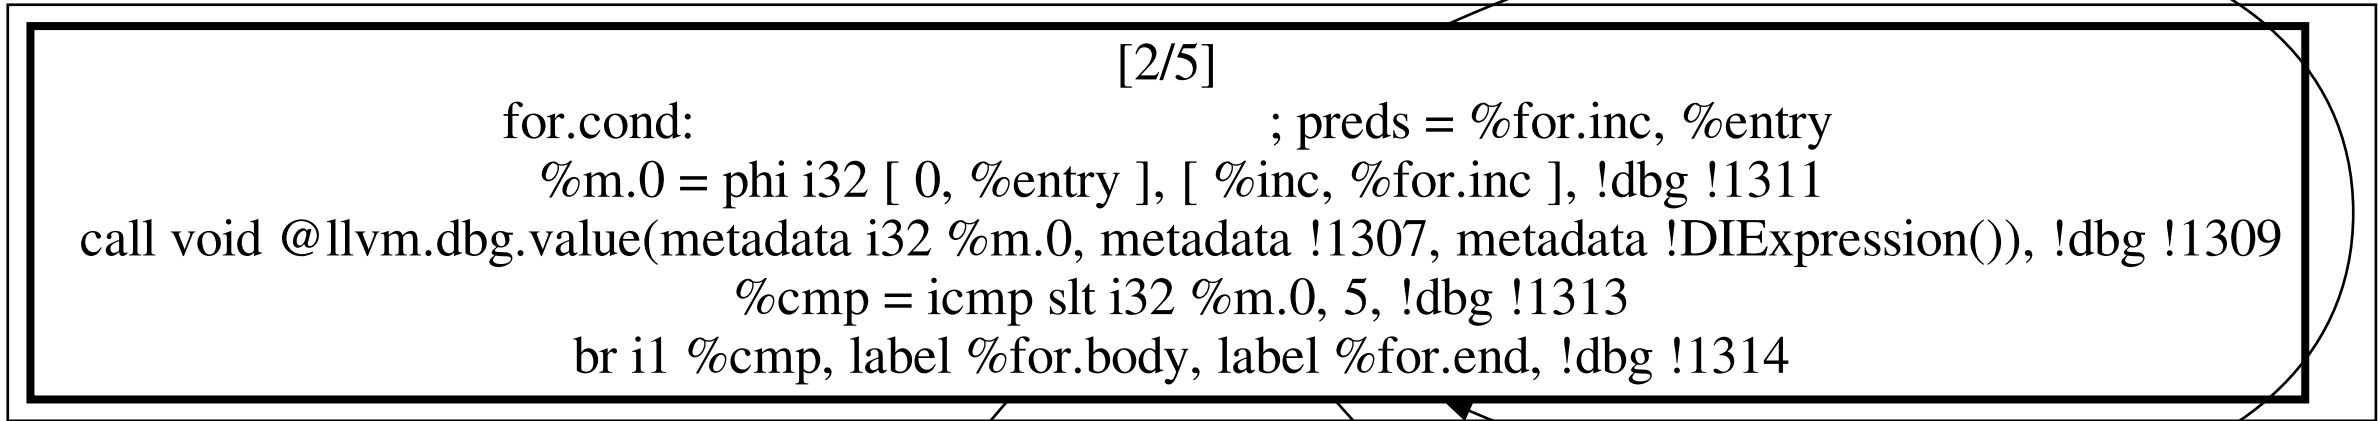 [2/5]
for.cond: ; preds = %for.inc, %entry
%m.0 = phi i32 [ 0, %entry ], [ %inc, %for.inc ], !dbg !1311
call void @llvm.dbg.value(metadata i32 %m.0, metadata !1307, metadata !DIExpression()), !dbg !1309
%cmp = icmp slt i32 %m.0, 5, !dbg !1313
br i1 %cmp, label %for.body, label %for.end, !dbg !1314